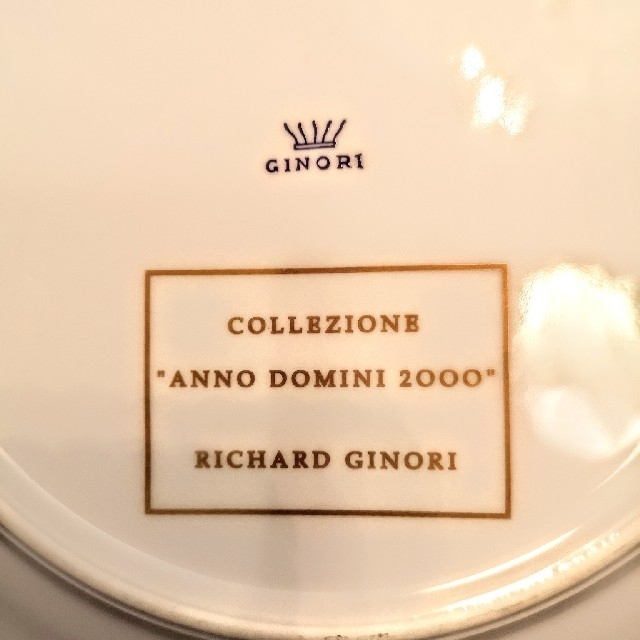 GINORI
COLLEZIONE
"ANNO DOMINI 2000"
RICHARD GINORI